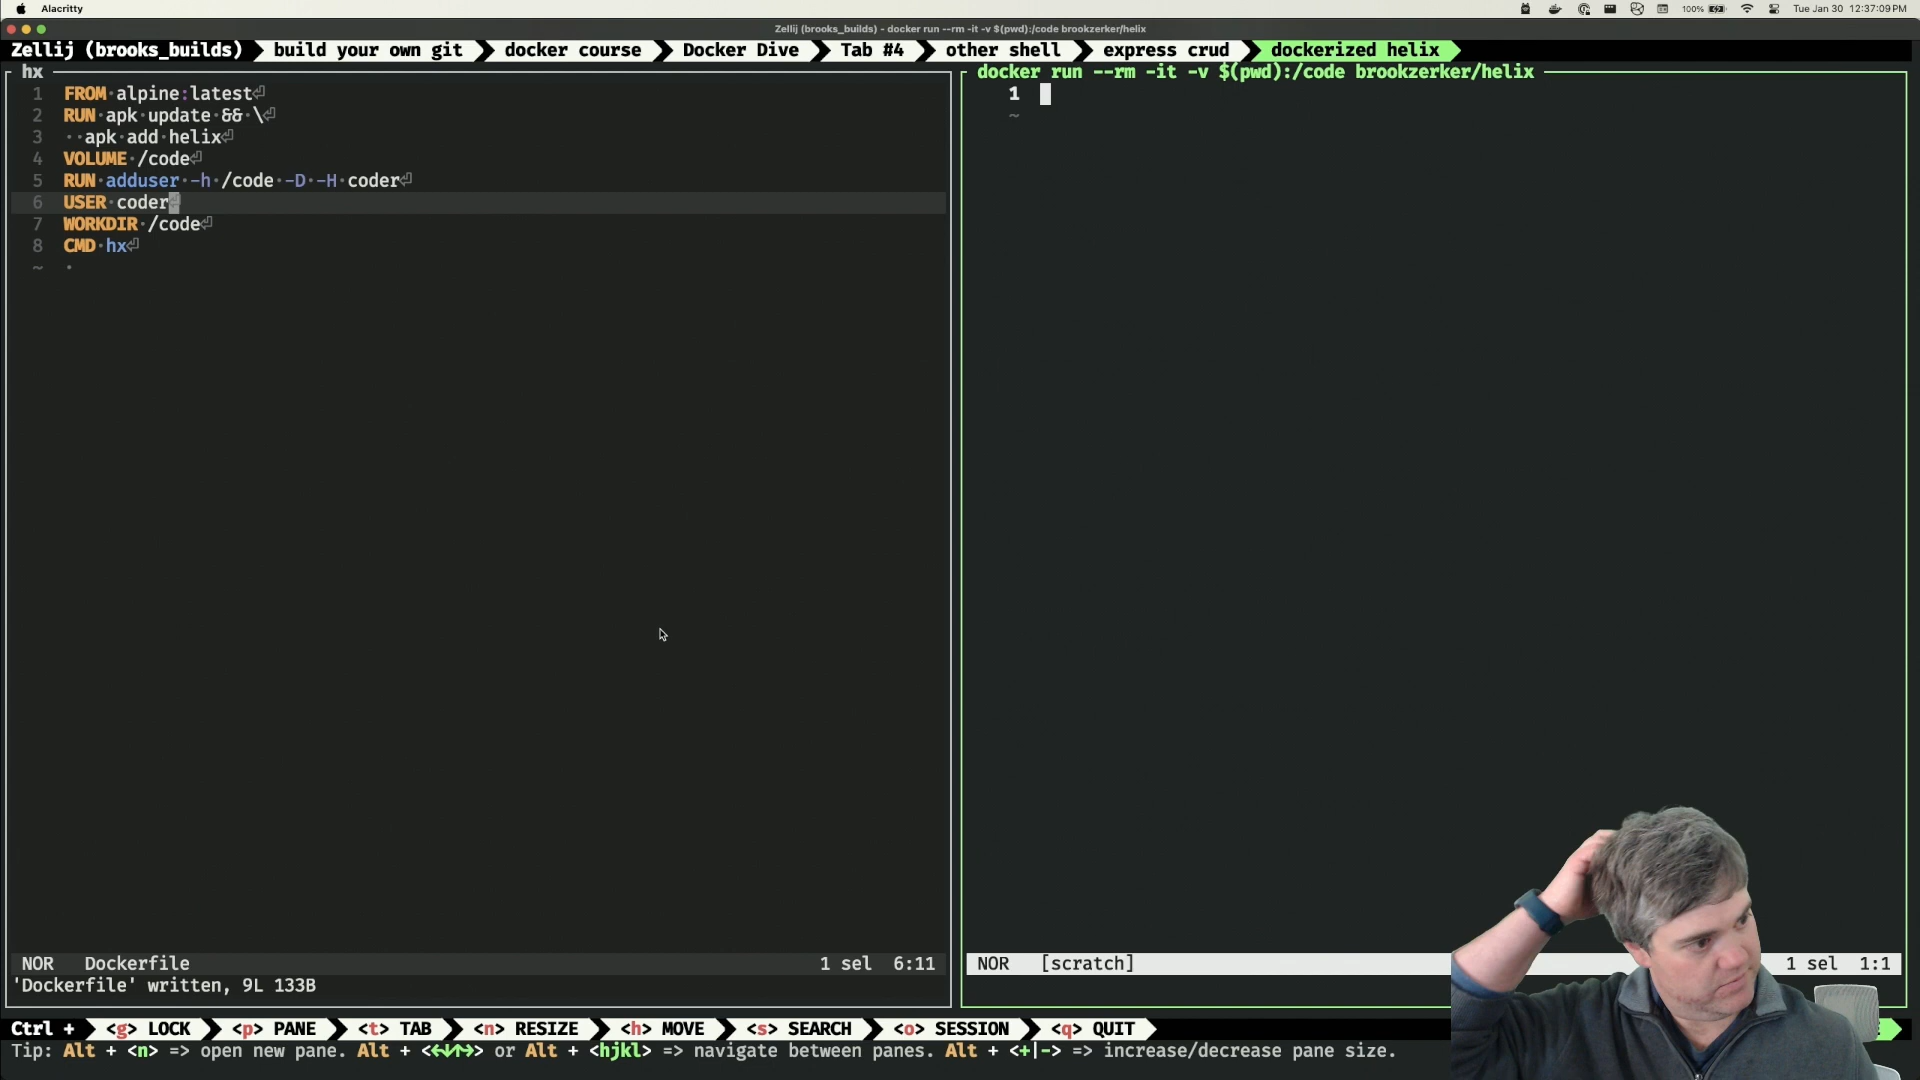 Alacritty
100%
Tue Jan 30 12:37:09 PM
Zellij (brooks_builds) - docker run --rm -it -v $(pwd):/code brookzerker/helix
Zellij (brooks_builds) build your own git docker course Docker Dive Tab #4 other shell express crud dockerized helix
hx
1 FROM·alpine:latest⏎
2 RUN·apk·update·&&·\⏎
3 ··apk·add·helix⏎
4 VOLUME·/code⏎
5 RUN·adduser·-h·/code·-D·-H·coder⏎
6 USER·coder⏎
7 WORKDIR·/code⏎
8 CMD·hx⏎
~ ·
NOR Dockerfile 1 sel 6:11
'Dockerfile' written, 9L 133B
docker run --rm -it -v $(pwd):/code brookzerker/helix
1
~
NOR [scratch] 1 sel 1:1
Ctrl + <g> LOCK <p> PANE <t> TAB <n> RESIZE <h> MOVE <s> SEARCH <o> SESSION <q> QUIT
Tip: Alt + <n> => open new pane. Alt + <←↓↑→> or Alt + <hjkl> => navigate between panes. Alt + <+|-> => increase/decrease pane size.